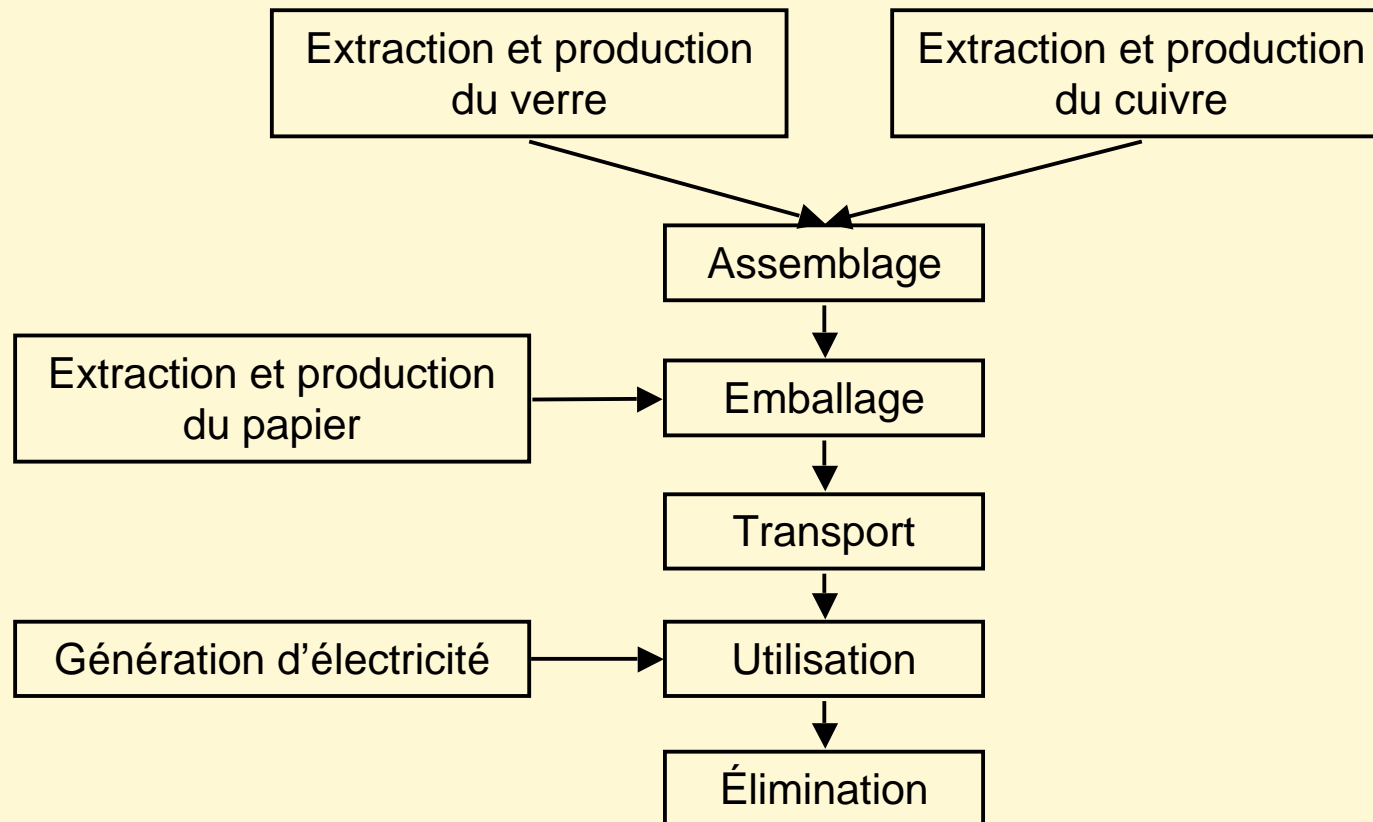 Extraction et production
du verre
Extraction et production
du cuivre
Assemblage
Extraction et production
du papier
Emballage
Transport
Génération d’électricité
Utilisation
Élimination